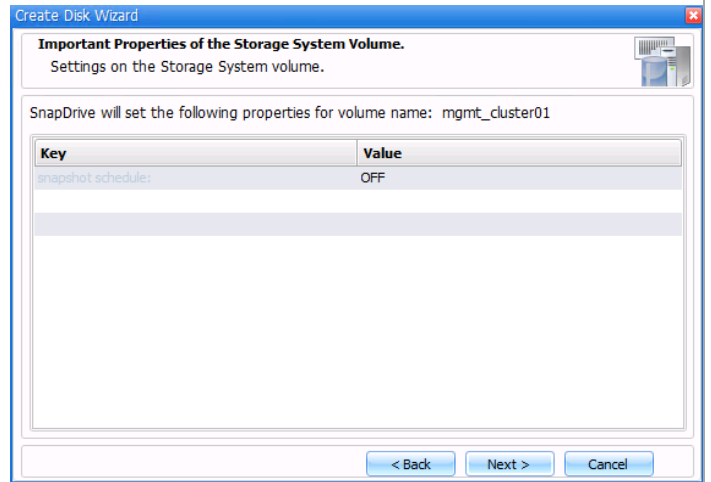 Create Disk Wizard
Important Properties of the Storage System Volume.
Settings on the Storage System volume.
SnapDrive will set the following properties for volume name: mgmt_cluster01
Key Value
snapshot schedule: OFF
< Back Next > Cancel